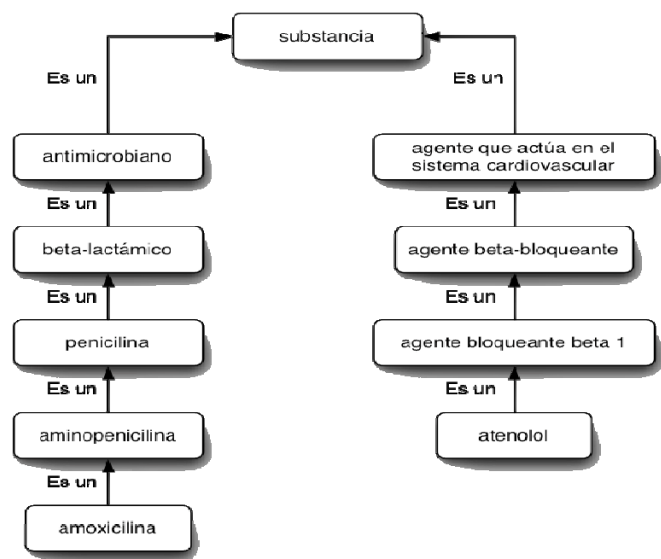 substancia
Es un
Es un
antimicrobiano
agente que actúa en el
sistema cardiovascular
Es un
Es un
beta-lactámico
agente beta-bloqueante
Es un
Es un
penicilina
agente bloqueante beta 1
Es un
Es un
aminopenicilina
atenolol
Es un
amoxicilina